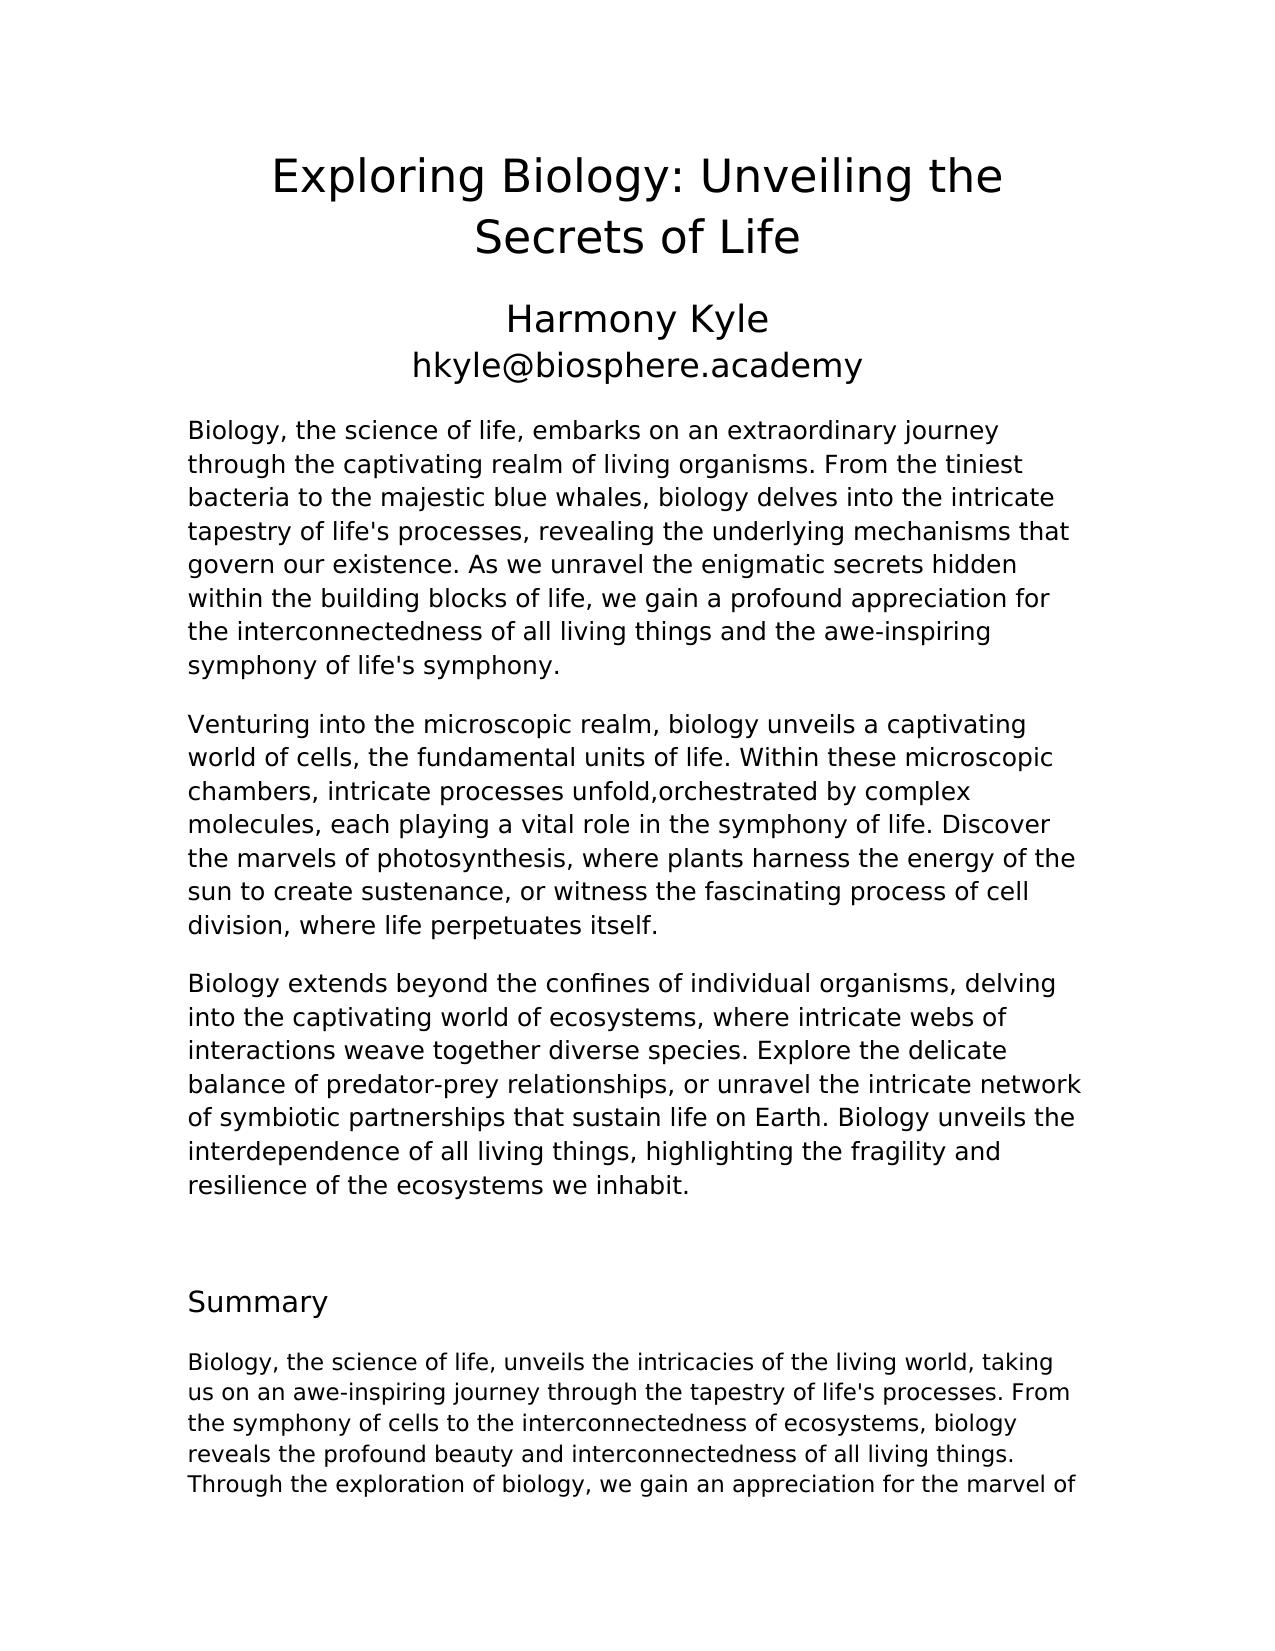 Exploring Biology: Unveiling the
Secrets of Life
Harmony Kyle
hkyle@biosphere.academy
Biology, the science of life, embarks on an extraordinary journey
through the captivating realm of living organisms. From the tiniest
bacteria to the majestic blue whales, biology delves into the intricate
tapestry of life's processes, revealing the underlying mechanisms that
govern our existence. As we unravel the enigmatic secrets hidden
within the building blocks of life, we gain a profound appreciation for
the interconnectedness of all living things and the awe-inspiring
symphony of life's symphony.
Venturing into the microscopic realm, biology unveils a captivating
world of cells, the fundamental units of life. Within these microscopic
chambers, intricate processes unfold,orchestrated by complex
molecules, each playing a vital role in the symphony of life. Discover
the marvels of photosynthesis, where plants harness the energy of the
sun to create sustenance, or witness the fascinating process of cell
division, where life perpetuates itself.
Biology extends beyond the confines of individual organisms, delving
into the captivating world of ecosystems, where intricate webs of
interactions weave together diverse species. Explore the delicate
balance of predator-prey relationships, or unravel the intricate network
of symbiotic partnerships that sustain life on Earth. Biology unveils the
interdependence of all living things, highlighting the fragility and
resilience of the ecosystems we inhabit.
Summary
Biology, the science of life, unveils the intricacies of the living world, taking
us on an awe-inspiring journey through the tapestry of life's processes. From
the symphony of cells to the interconnectedness of ecosystems, biology
reveals the profound beauty and interconnectedness of all living things.
Through the exploration of biology, we gain an appreciation for the marvel of